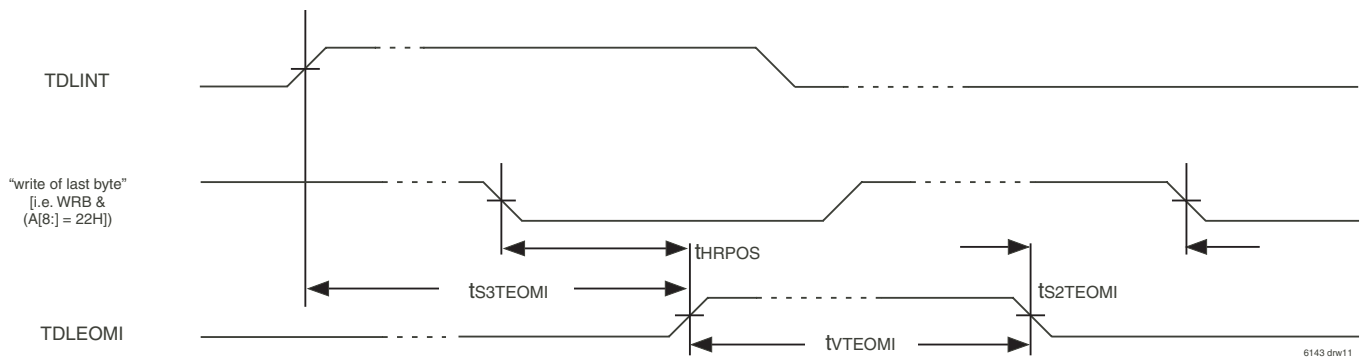 TDLINT
“write of last byte”
[i.e. WRB &
(A[8:] = 22H])
tHRPOS
tS3TEOMI
tS2TEOMI
TDLEOMI
tVTEOMI
6143 drw11